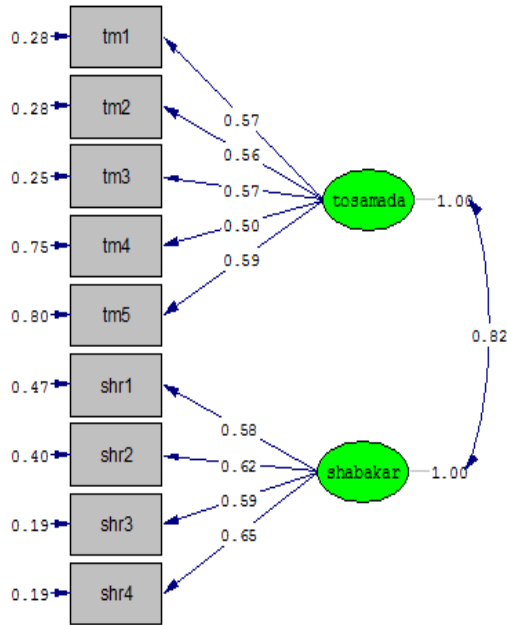 0.28 tm1
0.57
0.28 tm2
0.56
0.25 tm3
0.57
tosamada 1.00
0.75 tm4
0.50
0.59
0.80 tm5
0.82
0.47 shr1
0.58
0.40 shr2
0.62
shabakar 1.00
0.59
0.19 shr3
0.65
0.19 shr4